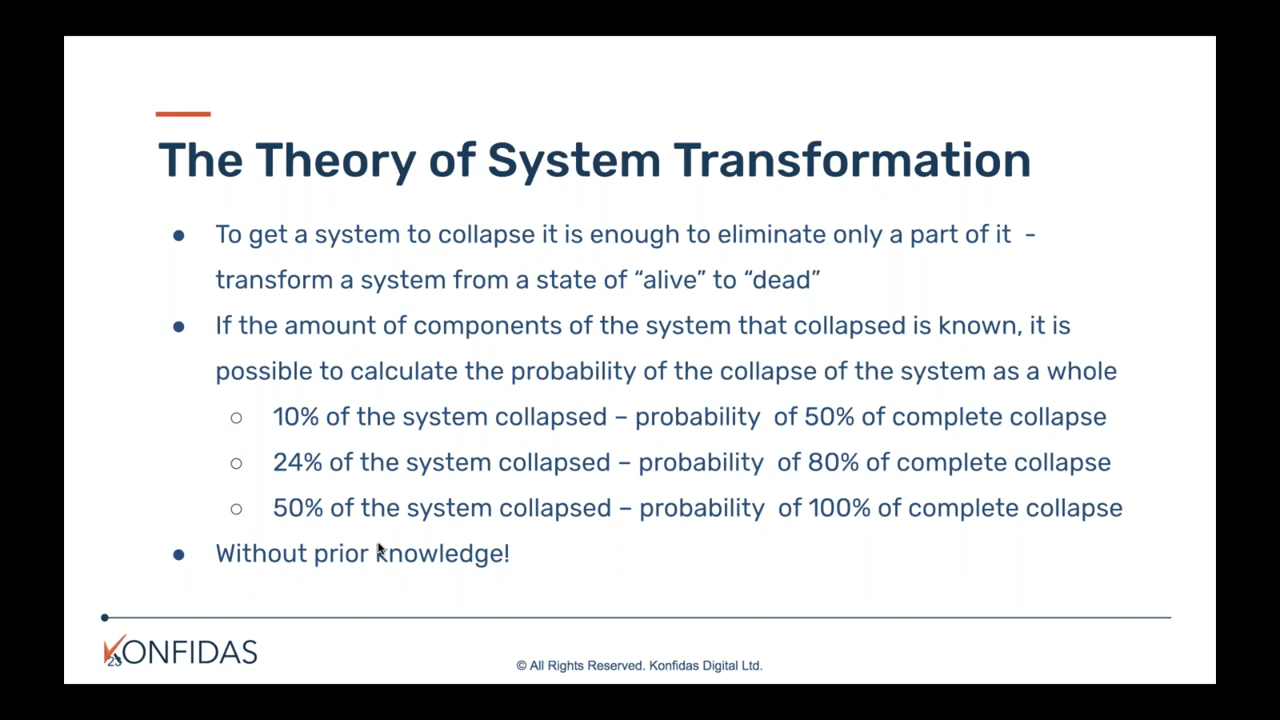 The Theory of System Transformation
● To get a system to collapse it is enough to eliminate only a part of it -
transform a system from a state of “alive” to “dead”
● If the amount of components of the system that collapsed is known, it is
possible to calculate the probability of the collapse of the system as a whole
○ 10% of the system collapsed – probability of 50% of complete collapse
○ 24% of the system collapsed – probability of 80% of complete collapse
○ 50% of the system collapsed – probability of 100% of complete collapse
● Without prior knowledge!
KONFIDAS
23
© All Rights Reserved. Konfidas Digital Ltd.